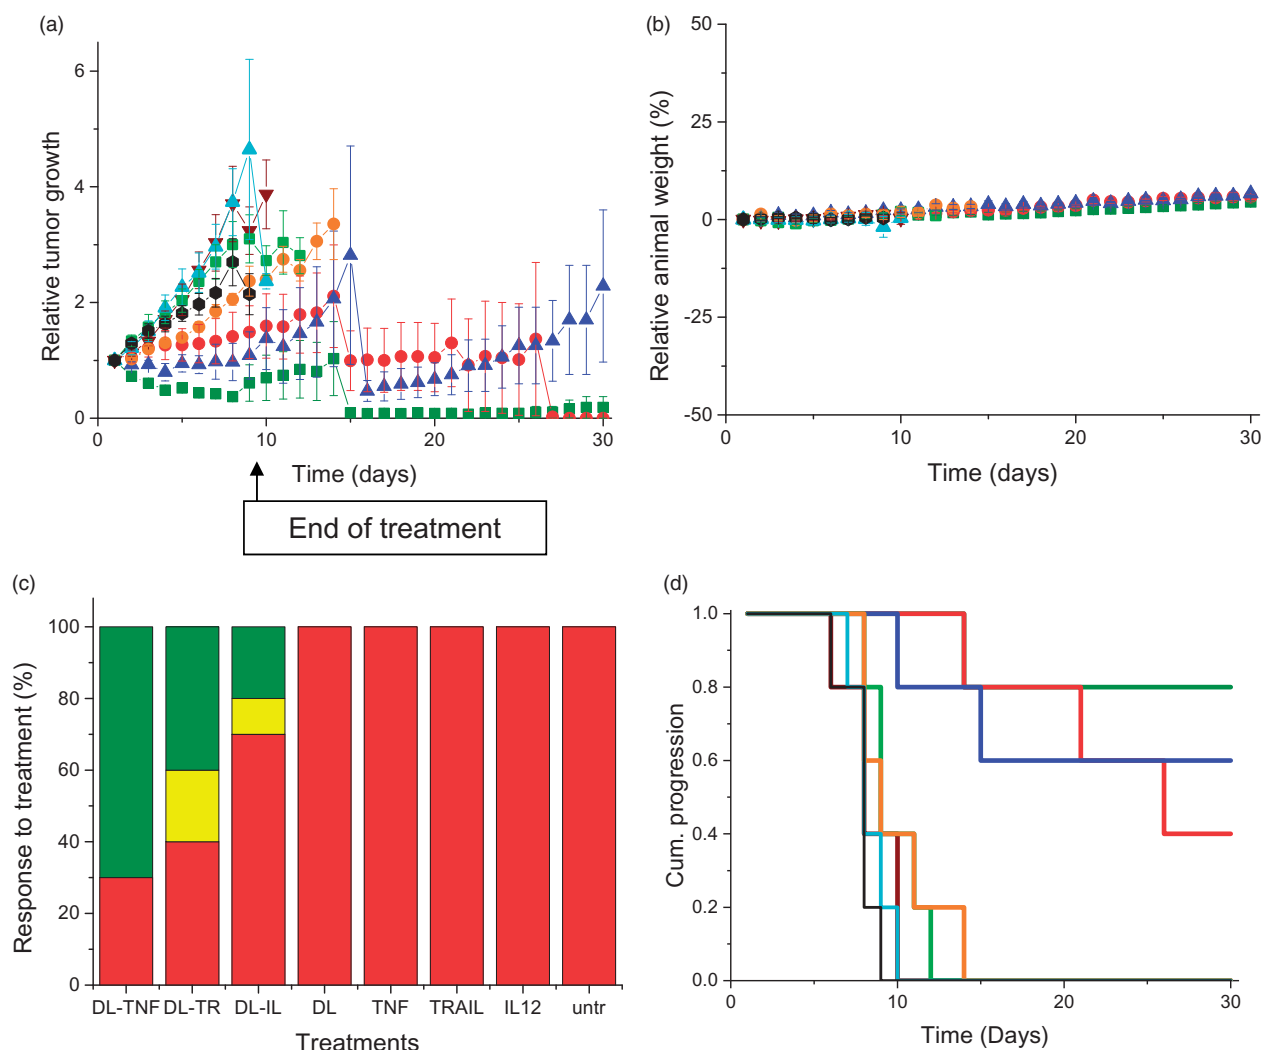 (a)
Relative tumor growth
6
4
2
0
0
10
20
30
Time (days)
End of treatment
(b)
Relative animal weight (%)
50
25
0
-25
-50
0
10
20
30
Time (days)
(c)
Response to treatment (%)
100
80
60
40
20
0
DL-TNF DL-TR DL-IL DL TNF TRAIL IL12 untr
Treatments
(d)
Cum. progression
1.0
0.8
0.6
0.4
0.2
0.0
0
10
20
30
Time (Days)